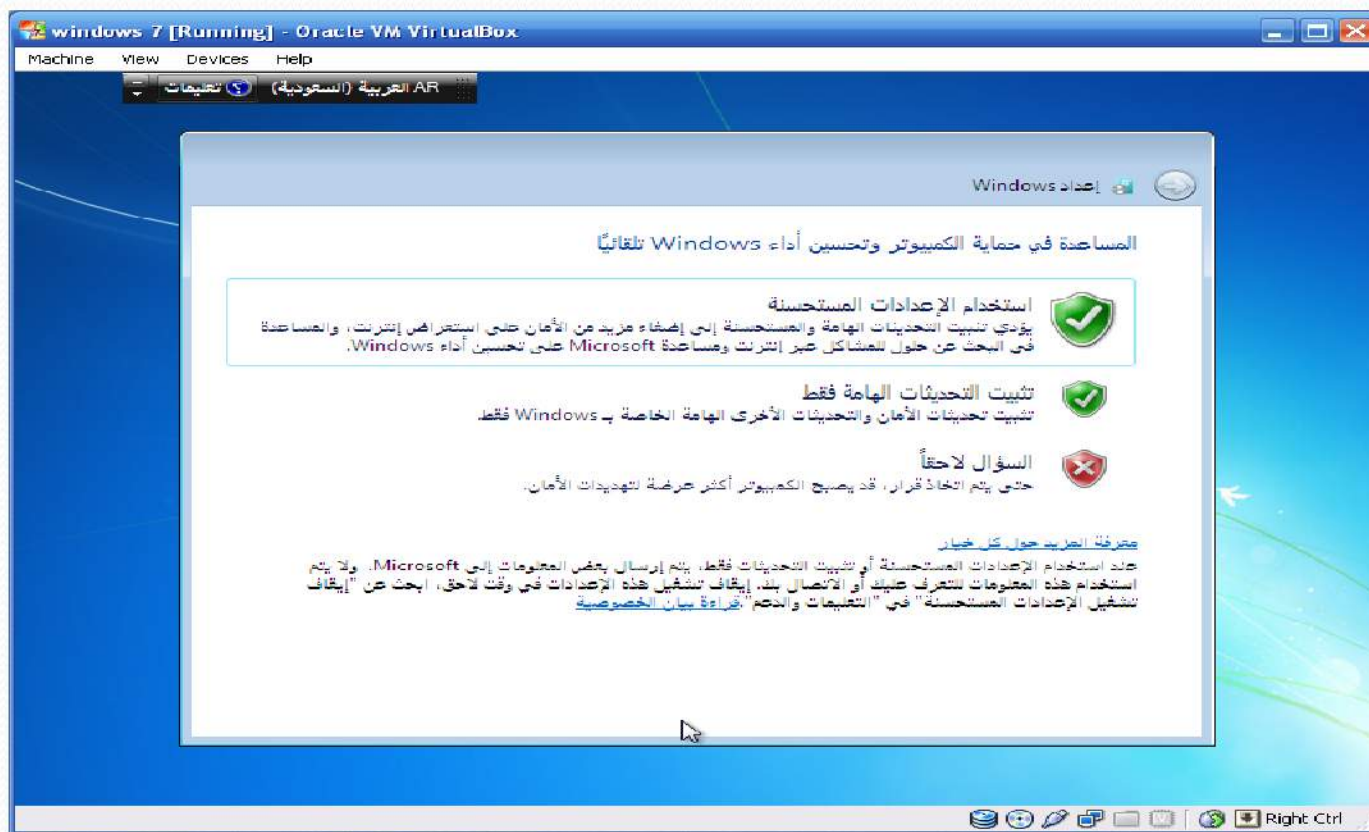 windows 7 [Running] - Oracle VM VirtualBox
Machine View Devices Help
AR العربية (السعودية) تعليمات
إعداد Windows
المساعدة في حماية الكمبيوتر وتحسين أداء Windows تلقائيًا
استخدام الإعدادات المستحسنة
يؤدي تثبيت التحديثات الهامة والمستحسنة إلى إضفاء مزيد من الأمان على استعراض إنترنت، والمساعدة
في البحث عن حلول للمشاكل عبر إنترنت ومساعدة Microsoft على تحسين أداء Windows.
تثبيت التحديثات الهامة فقط
تثبيت تحديثات الأمان والتحديثات الأخرى الهامة الخاصة بـ Windows فقط.
السؤال لاحقاً
حتى يتم اتخاذ قرار، قد يصبح الكمبيوتر أكثر عرضة لتهديدات الأمان.
معرفة المزيد حول كل خيار
عند استخدام الإعدادات المستحسنة أو تثبيت التحديثات فقط، يتم إرسال بعض المعلومات إلى Microsoft. ولا يتم
استخدام هذه المعلومات للتعرف عليك أو الاتصال بك. إيقاف تشغيل هذه الإعدادات في وقت لاحق، ابحث عن "إيقاف
تشغيل الإعدادات المستحسنة" في "التعليمات والدعم".قراءة بيان الخصوصية
Right Ctrl